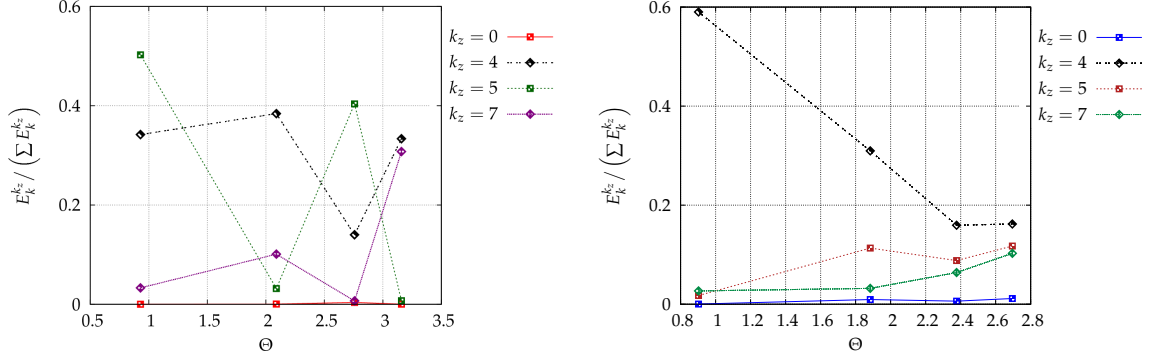 0.6
0.4
0.2
0
0.5
1
1.5
2
2.5
3
3.5
Θ
E_k^{k_z} / (∑ E_k^{k_z})
k_z = 0
k_z = 4
k_z = 5
k_z = 7
0.6
0.4
0.2
0
0.8
1
1.2
1.4
1.6
1.8
2
2.2
2.4
2.6
2.8
Θ
E_k^{k_z} / (∑ E_k^{k_z})
k_z = 0
k_z = 4
k_z = 5
k_z = 7